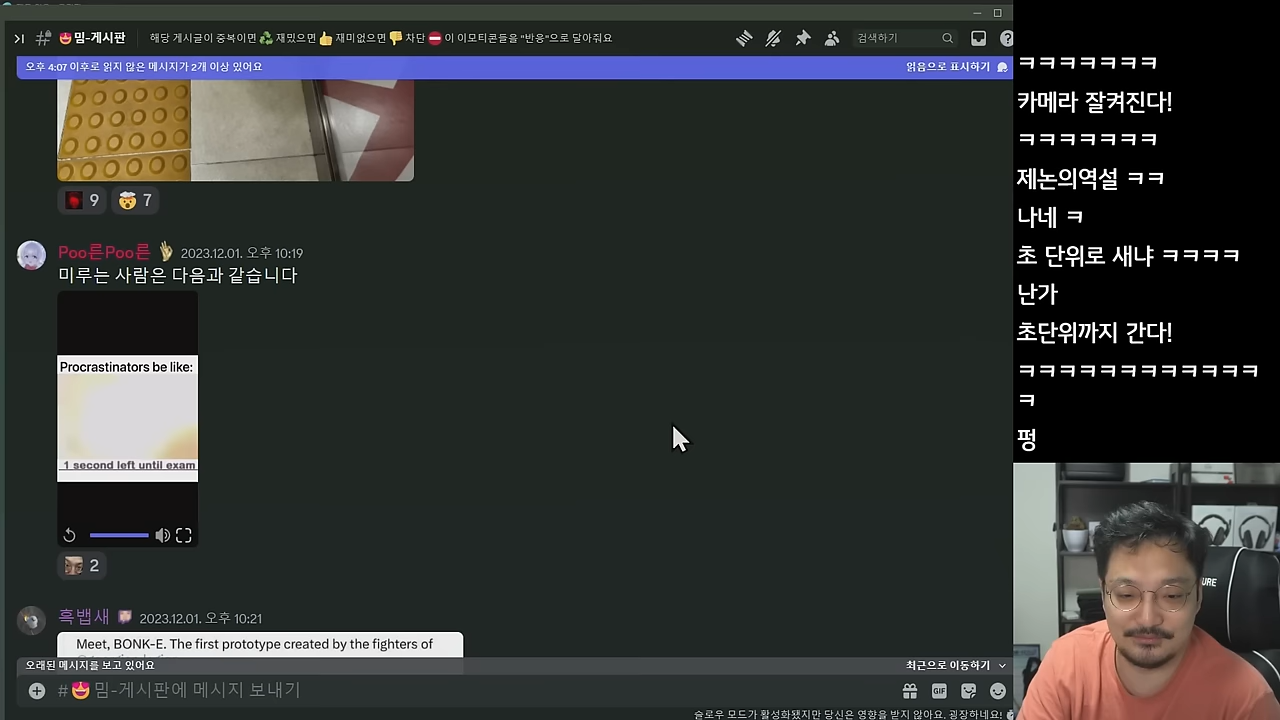 밈-게시판
해당 게시글이 중복이면 ♻ 재밌으면 👍 재미없으면 👎 차단 ⛔ 이 이모티콘들을 "반응"으로 달아줘요
검색하기
오후 4:07 이후로 읽지 않은 메시지가 2개 이상 있어요
읽음으로 표시하기
9
7
Poo른Poo른 2023.12.01. 오후 10:19
미루는 사람은 다음과 같습니다
Procrastinators be like:
1 second left until exam
2
흑뱁새 2023.12.01. 오후 10:21
Meet, BONK-E. The first prototype created by the fighters of
오래된 메시지를 보고 있어요
최근으로 이동하기
#😍밈-게시판에 메시지 보내기
GIF
슬로우 모드가 활성화됐지만 당신은 영향을 받지 않아요. 굉장하네요!
ㅋㅋㅋㅋㅋㅋㅋ
카메라 잘켜진다!
ㅋㅋㅋㅋㅋㅋㅋ
제논의역설 ㅋㅋ
나네 ㅋ
초 단위로 새냐 ㅋㅋㅋㅋ
난가
초단위까지 간다!
ㅋㅋㅋㅋㅋㅋㅋㅋㅋㅋㅋㅋ
ㅋ
펑